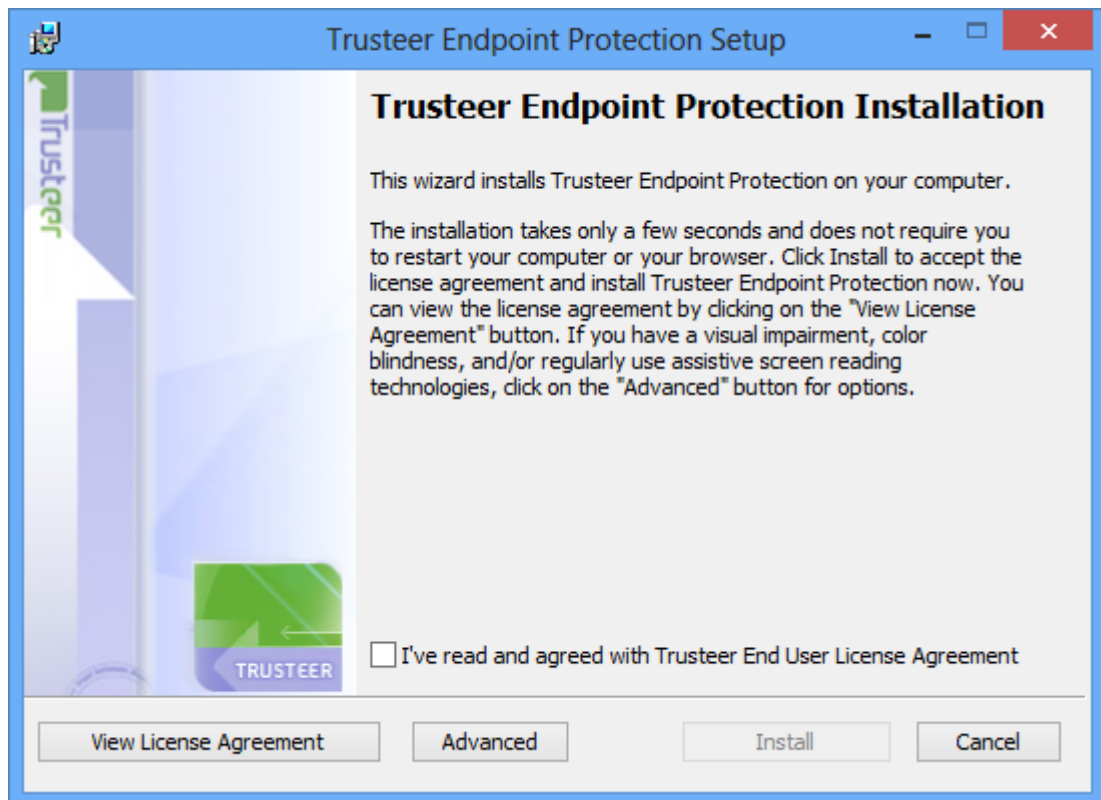 Trusteer Endpoint Protection Setup
Trusteer
Trusteer Endpoint Protection Installation
This wizard installs Trusteer Endpoint Protection on your computer.
The installation takes only a few seconds and does not require you
to restart your computer or your browser. Click Install to accept the
license agreement and install Trusteer Endpoint Protection now. You
can view the license agreement by clicking on the "View License
Agreement" button. If you have a visual impairment, color
blindness, and/or regularly use assistive screen reading
technologies, click on the "Advanced" button for options.
TRUSTEER
I've read and agreed with Trusteer End User License Agreement
View License Agreement
Advanced
Install
Cancel